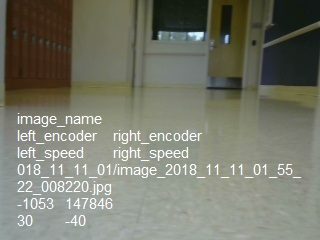 image_name
left_encoder right_encoder
left_speed right_speed
018_11_11_01/image_2018_11_11_01_55_
22_008220.jpg
-1053 147846
30 -40